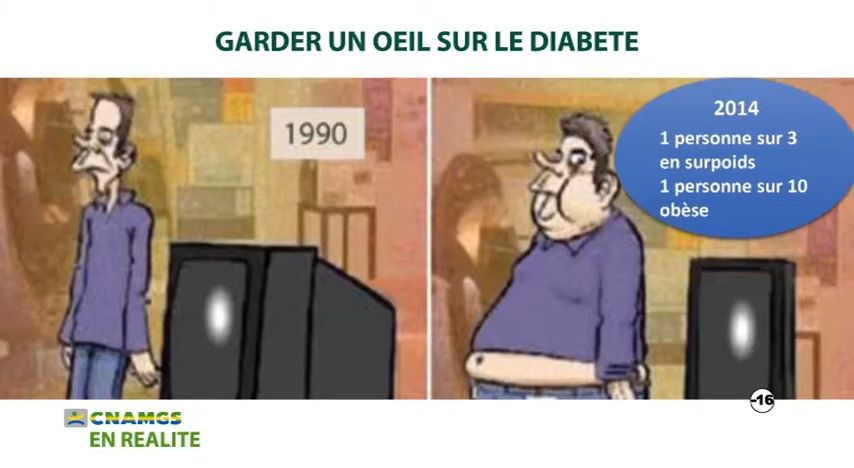 GARDER UN OEIL SUR LE DIABETE
1990
2014
1 personne sur 3
en surpoids
1 personne sur 10
obèse
-16
CNAMGS
EN REALITE